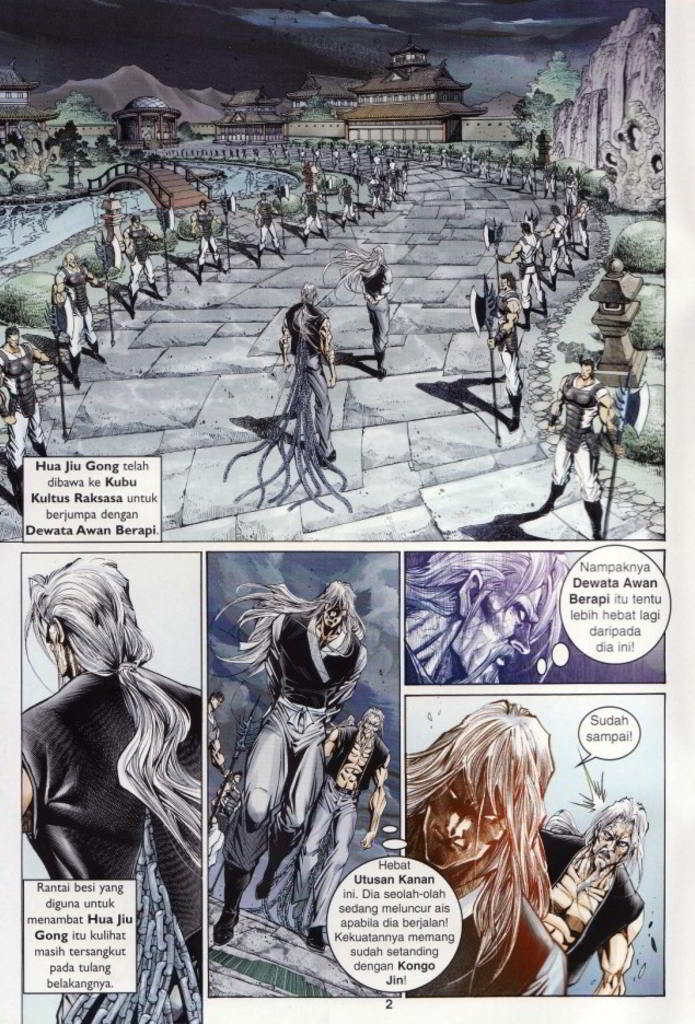 Hua Jiu Gong telah
dibawa ke Kubu
Kultus Raksasa untuk
berjumpa dengan
Dewata Awan Berapi.
Rantai besi yang
diguna untuk
menambat Hua Jiu
Gong itu kulihat
masih tersangkut
pada tulang
belakangnya.
Hebat
Utusan Kanan
ini. Dia seolah-olah
sedang meluncur ais
apabila dia berjalan!
Kekuatannya memang
sudah setanding
dengan Kongo
Jin!
Nampaknya
Dewata Awan
Berapi itu tentu
lebih hebat lagi
daripada
dia ini!
Sudah
sampai!
2